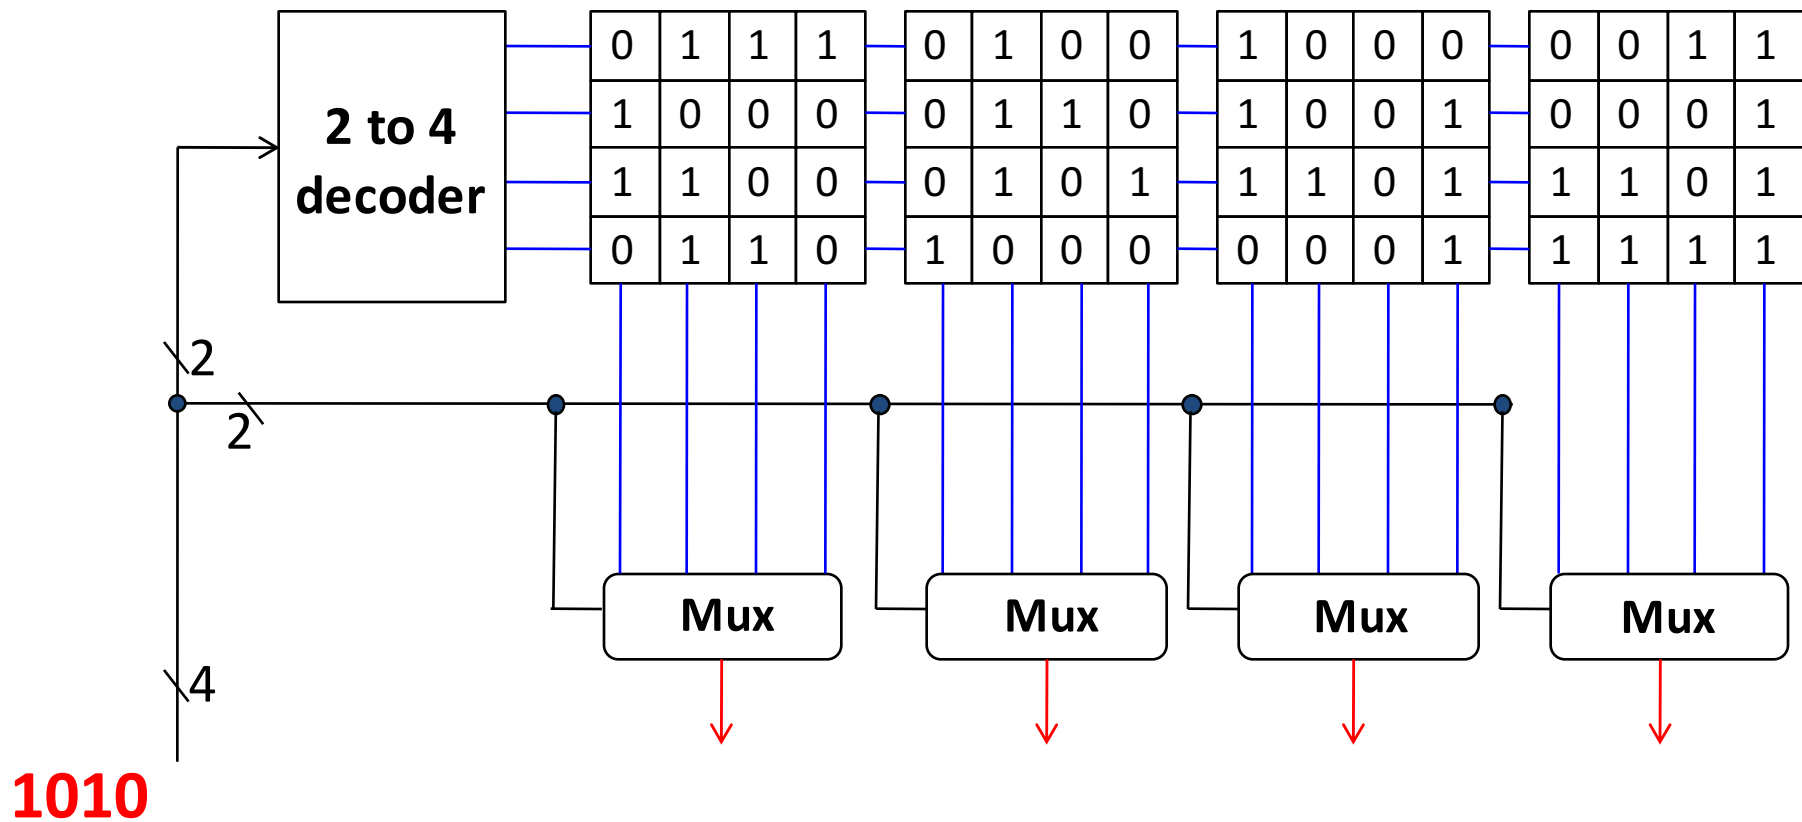 0 1 1 1 0 1 0 0 1 0 0 0 0 0 1 1
2 to 4
decoder
1 0 0 0 0 1 1 0 1 0 0 1 0 0 0 1
1 1 0 0 0 1 0 1 1 1 0 1 1 1 0 1
0 1 1 0 1 0 0 0 0 0 0 1 1 1 1 1
2
2
Mux Mux Mux Mux
4
1010